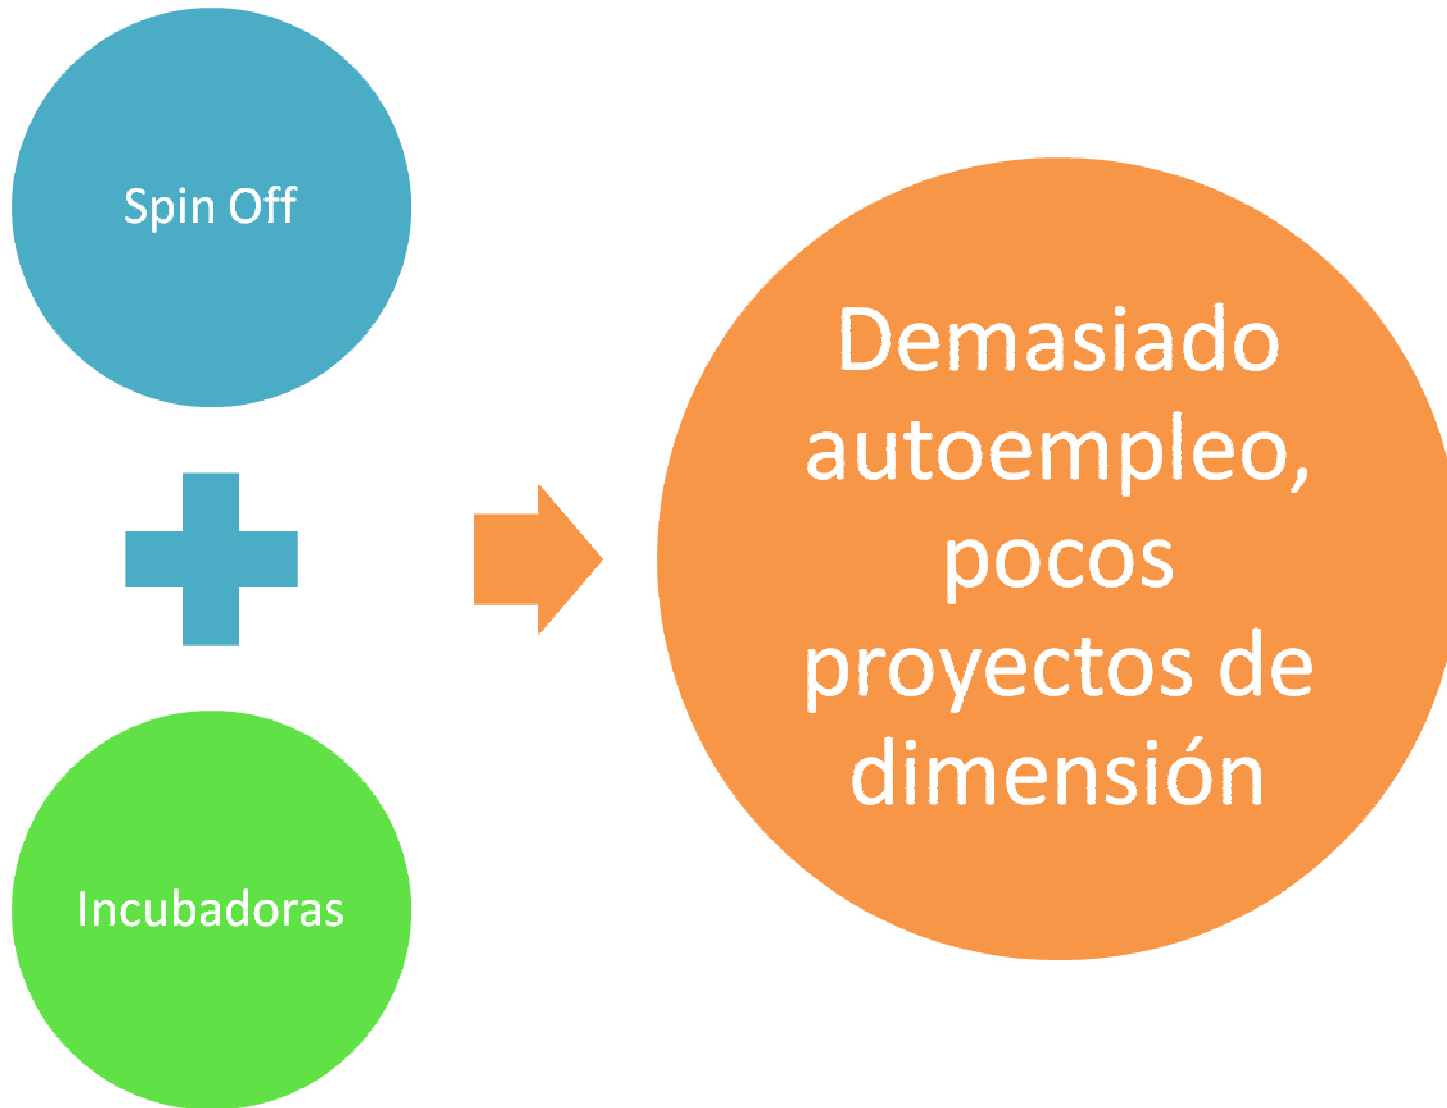 Spin Off
Incubadoras
Demasiado
autoempleo,
pocos
proyectos de
dimensión